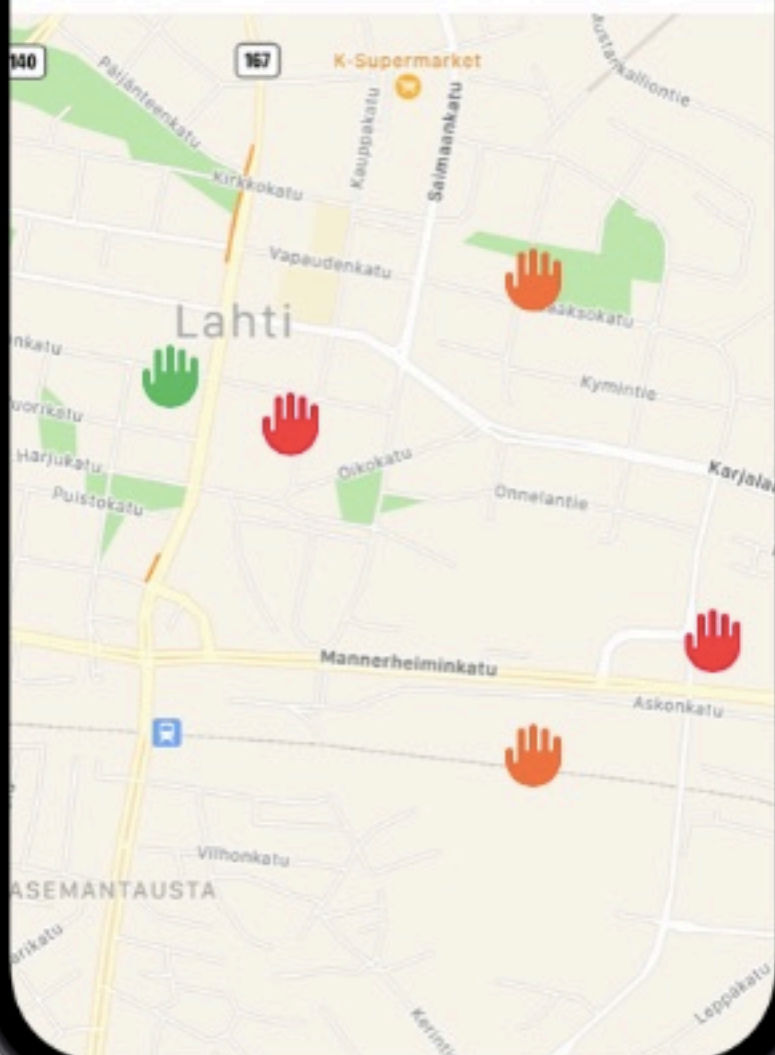 140
167
K-Supermarket
Päijänteenkatu
Kauppakatu
Saimaankatu
Kirkkokatu
Vapaudenkatu
Lahti
Kymintie
Harjukatu
Oikokatu
Puistokatu
Onnelantie
Mannerheiminkatu
Askonkatu
Vilhonkatu
ASEMANTAUSTA
Leppäkatu